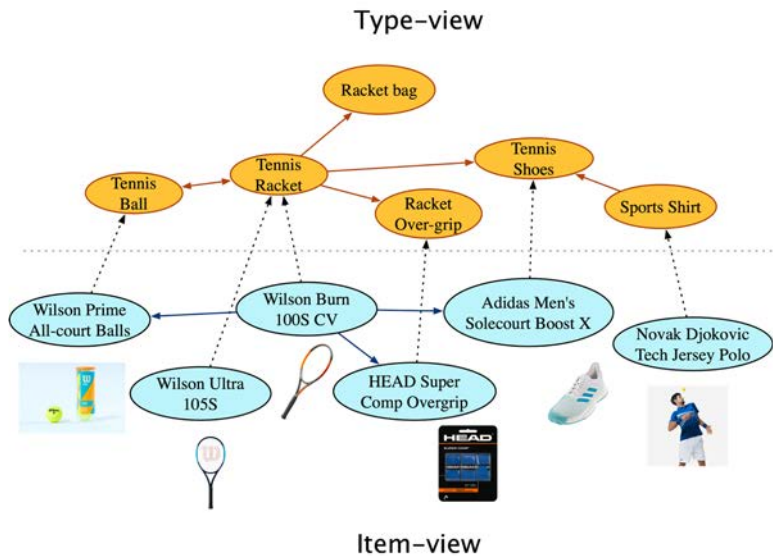 Type-view
Racket bag
Tennis
Racket
Tennis
Shoes
Tennis
Ball
Racket
Over-grip
Sports Shirt
Wilson Prime
All-court Balls
Wilson Burn
100S CV
Adidas Men's
Solecourt Boost X
Novak Djokovic
Tech Jersey Polo
Wilson Ultra
105S
HEAD Super
Comp Overgrip
HEAD
Item-view